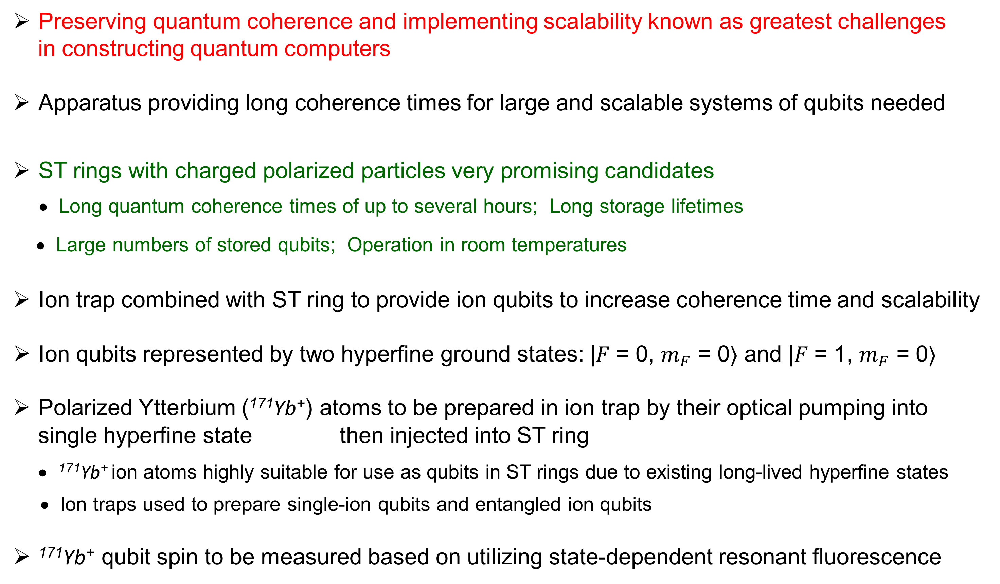 ➢ Preserving quantum coherence and implementing scalability known as greatest challenges
in constructing quantum computers
➢ Apparatus providing long coherence times for large and scalable systems of qubits needed
➢ ST rings with charged polarized particles very promising candidates
• Long quantum coherence times of up to several hours; Long storage lifetimes
• Large numbers of stored qubits; Operation in room temperatures
➢ Ion trap combined with ST ring to provide ion qubits to increase coherence time and scalability
➢ Ion qubits represented by two hyperfine ground states: |F = 0, m_F = 0⟩ and |F = 1, m_F = 0⟩
➢ Polarized Ytterbium (¹⁷¹Yb⁺) atoms to be prepared in ion trap by their optical pumping into
single hyperfine state then injected into ST ring
• ¹⁷¹Yb⁺ ion atoms highly suitable for use as qubits in ST rings due to existing long-lived hyperfine states
• Ion traps used to prepare single-ion qubits and entangled ion qubits
➢ ¹⁷¹Yb⁺ qubit spin to be measured based on utilizing state-dependent resonant fluorescence